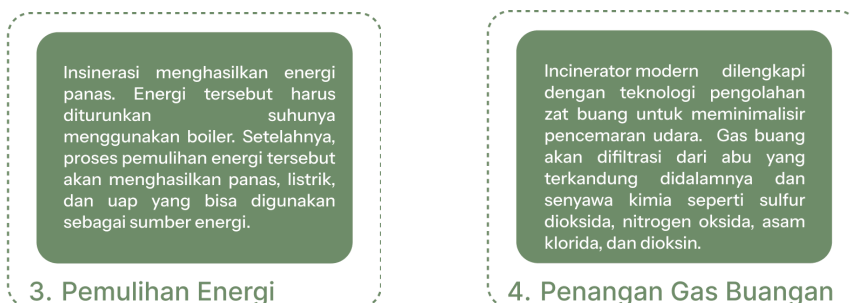 Insinerasi menghasilkan energi
panas. Energi tersebut harus
diturunkan suhunya
menggunakan boiler. Setelahnya,
proses pemulihan energi tersebut
akan menghasilkan panas, listrik,
dan uap yang bisa digunakan
sebagai sumber energi.
3. Pemulihan Energi
Incinerator modern dilengkapi
dengan teknologi pengolahan
zat buang untuk meminimalisir
pencemaran udara. Gas buang
akan difiltrasi dari abu yang
terkandung didalamnya dan
senyawa kimia seperti sulfur
dioksida, nitrogen oksida, asam
klorida, dan dioksin.
4. Penangan Gas Buangan